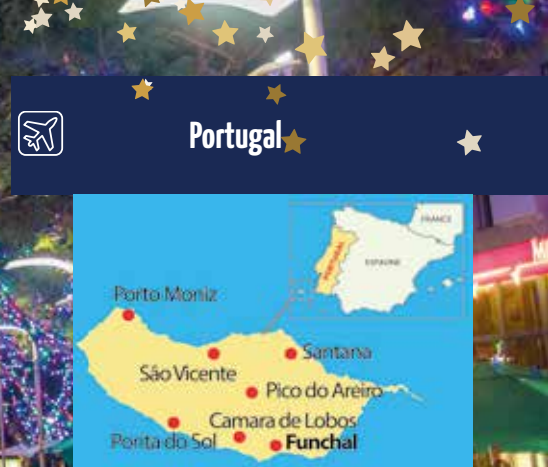 Portugal
FRANCE
ESPAGNE
PORTUGAL
Porto Moniz
Santana
São Vicente
Pico do Areiro
Camara de Lobos
Ponta do Sol
Funchal